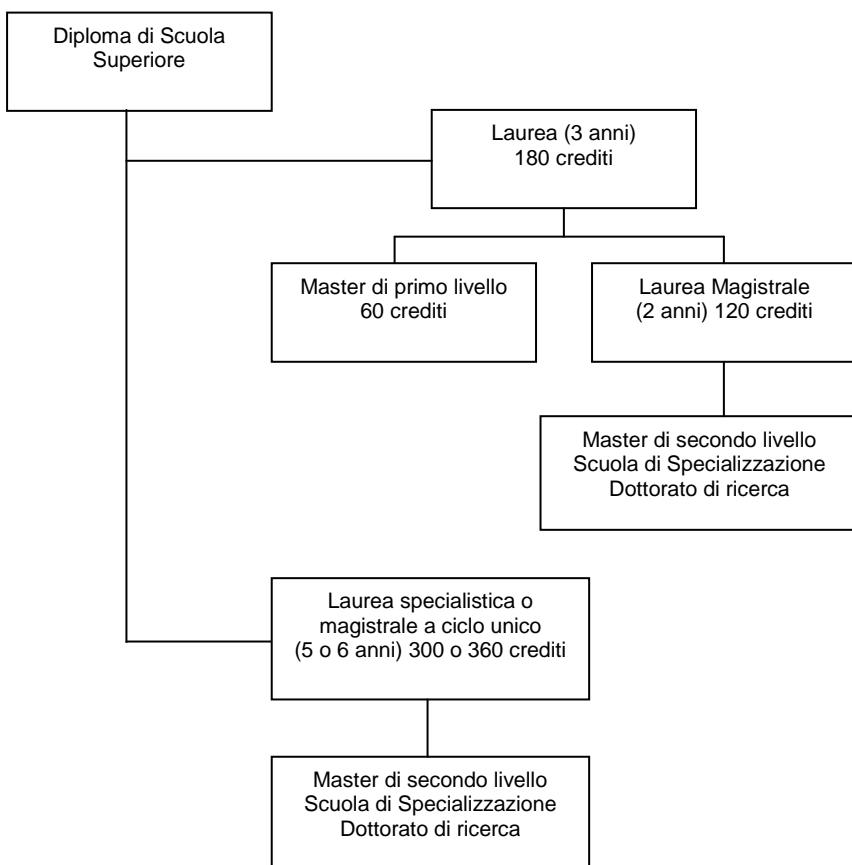 Diploma di Scuola
Superiore
Laurea (3 anni)
180 crediti
Master di primo livello
60 crediti
Laurea Magistrale
(2 anni) 120 crediti
Master di secondo livello
Scuola di Specializzazione
Dottorato di ricerca
Laurea specialistica o
magistrale a ciclo unico
(5 o 6 anni) 300 o 360 crediti
Master di secondo livello
Scuola di Specializzazione
Dottorato di ricerca